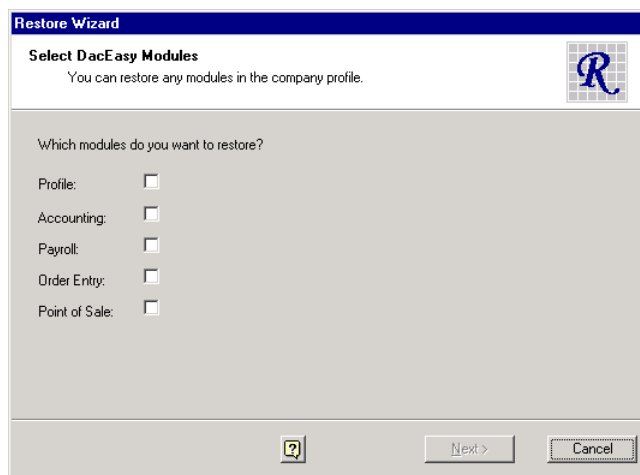 Restore Wizard
Select DacEasy Modules
You can restore any modules in the company profile.
R
Which modules do you want to restore?
Profile:
Accounting:
Payroll:
Order Entry:
Point of Sale:
?
Next >
Cancel